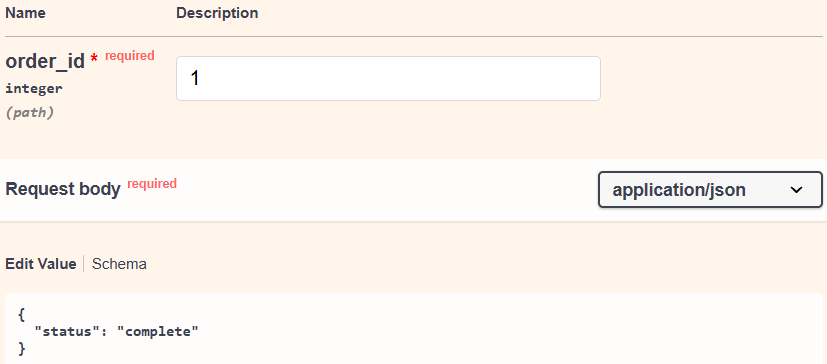 Name Description
order_id * required
1
integer
(path)
Request body required
application/json
Edit Value Schema
{
"status": "complete"
}